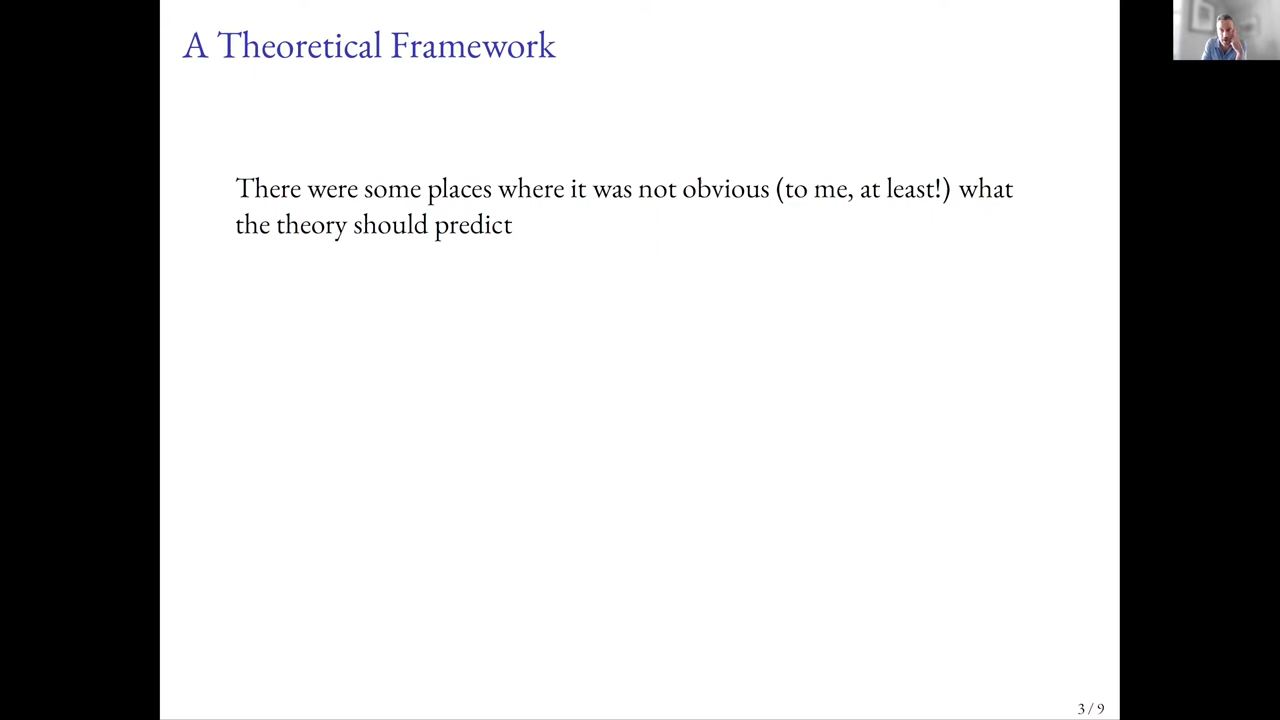 A Theoretical Framework
There were some places where it was not obvious (to me, at least!) what
the theory should predict
3 / 9